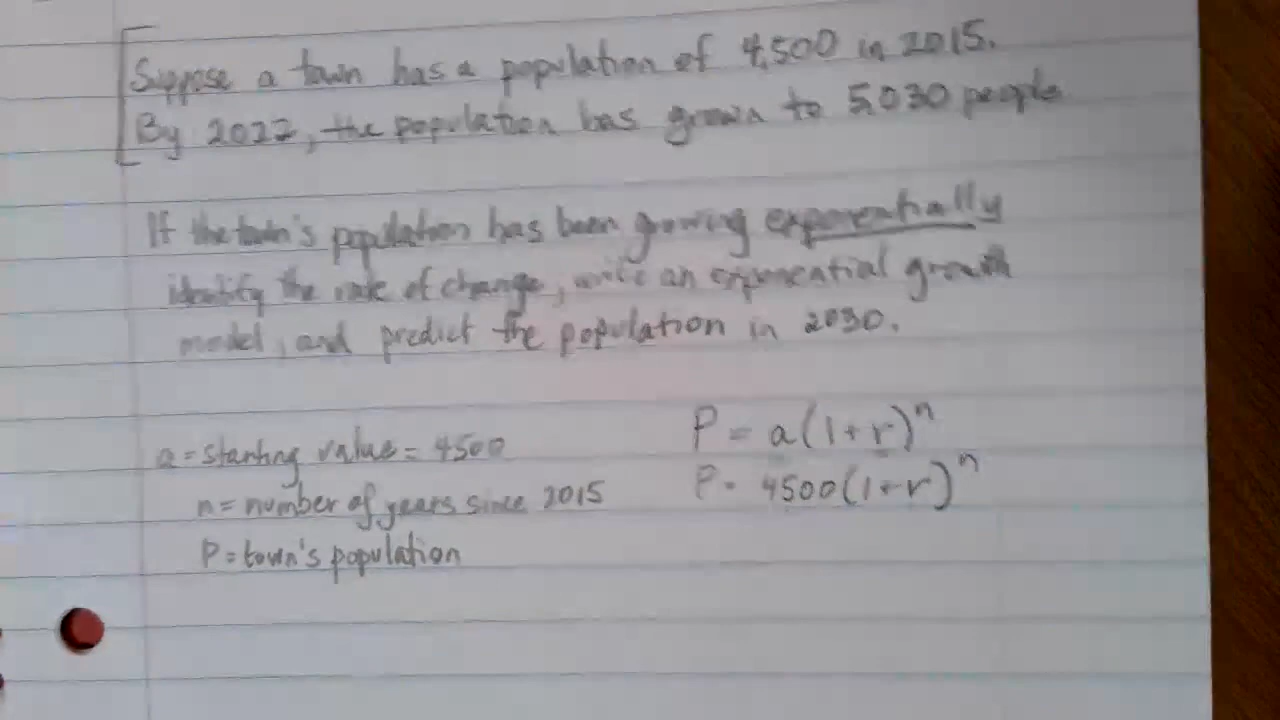 Suppose a town has a population of 4,500 in 2015.
By 2022, the population has grown to 5,030 people
If the town's population has been growing exponentially
identify the rate of change, write an exponential growth
model, and predict the population in 2030.
a = starting value = 4500
n = number of years since 2015
P = town's population
P = a(1+r)^n
P = 4500(1+r)^n